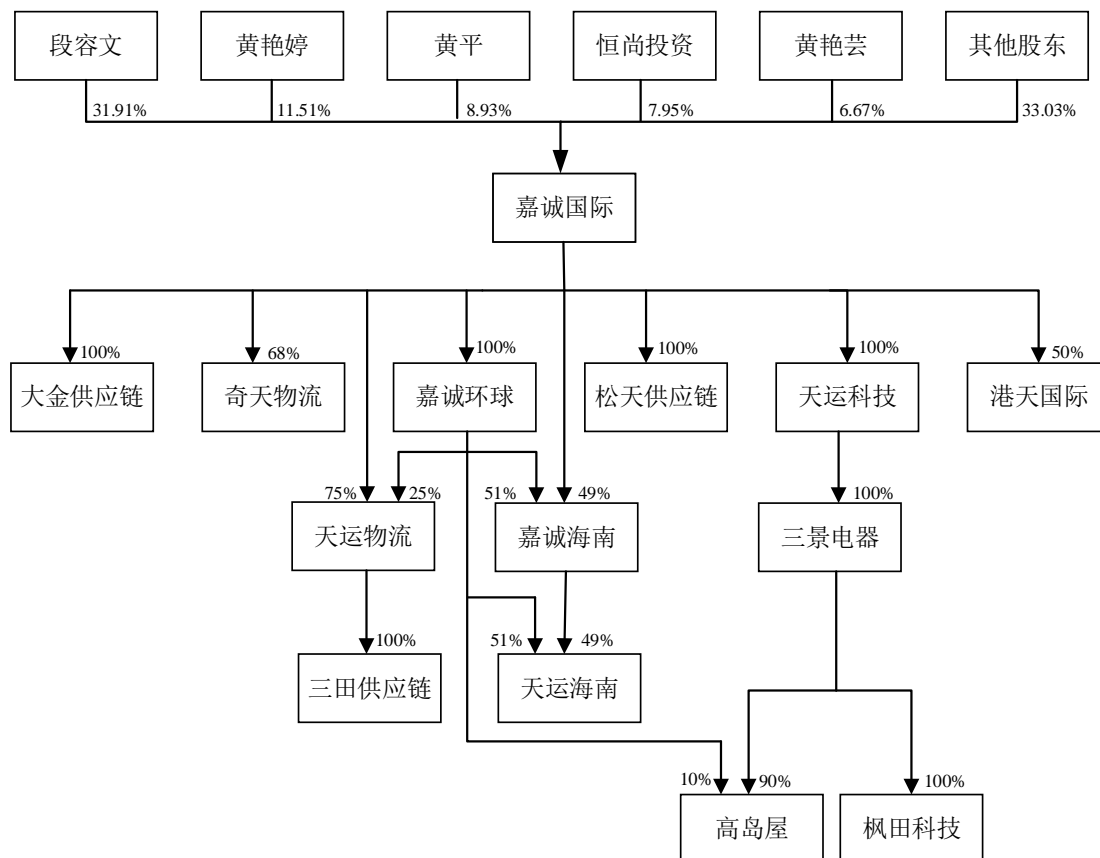 段容文
黄艳婷
黄平
恒尚投资
黄艳芸
其他股东
31.91%
11.51%
8.93%
7.95%
6.67%
33.03%
嘉诚国际
100%
68%
100%
100%
100%
50%
大金供应链
奇天物流
嘉诚环球
松天供应链
天运科技
港天国际
75%
25%
51%
49%
100%
天运物流
嘉诚海南
三景电器
100%
51%
49%
三田供应链
天运海南
10%
90%
100%
高岛屋
枫田科技